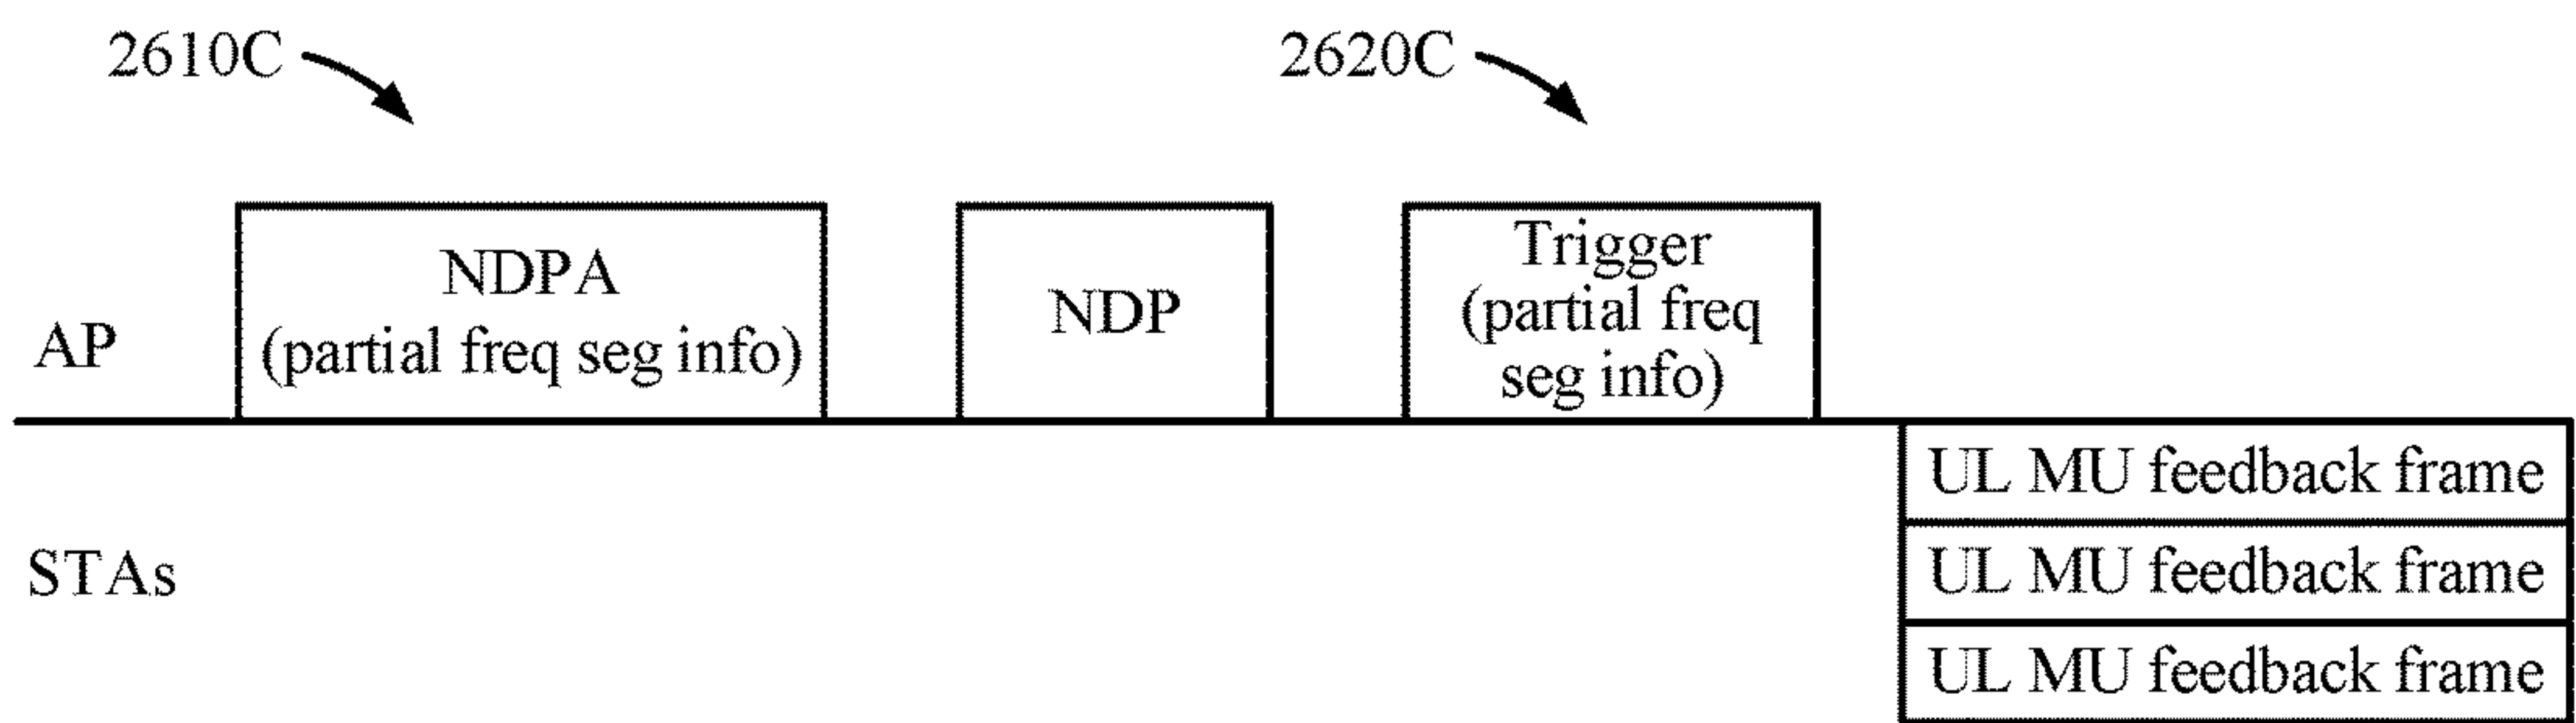 2610C
2620C
AP
NDPA
(partial freq seg info)
NDP
Trigger
(partial freq
seg info)
STAs
UL MU feedback frame
UL MU feedback frame
UL MU feedback frame